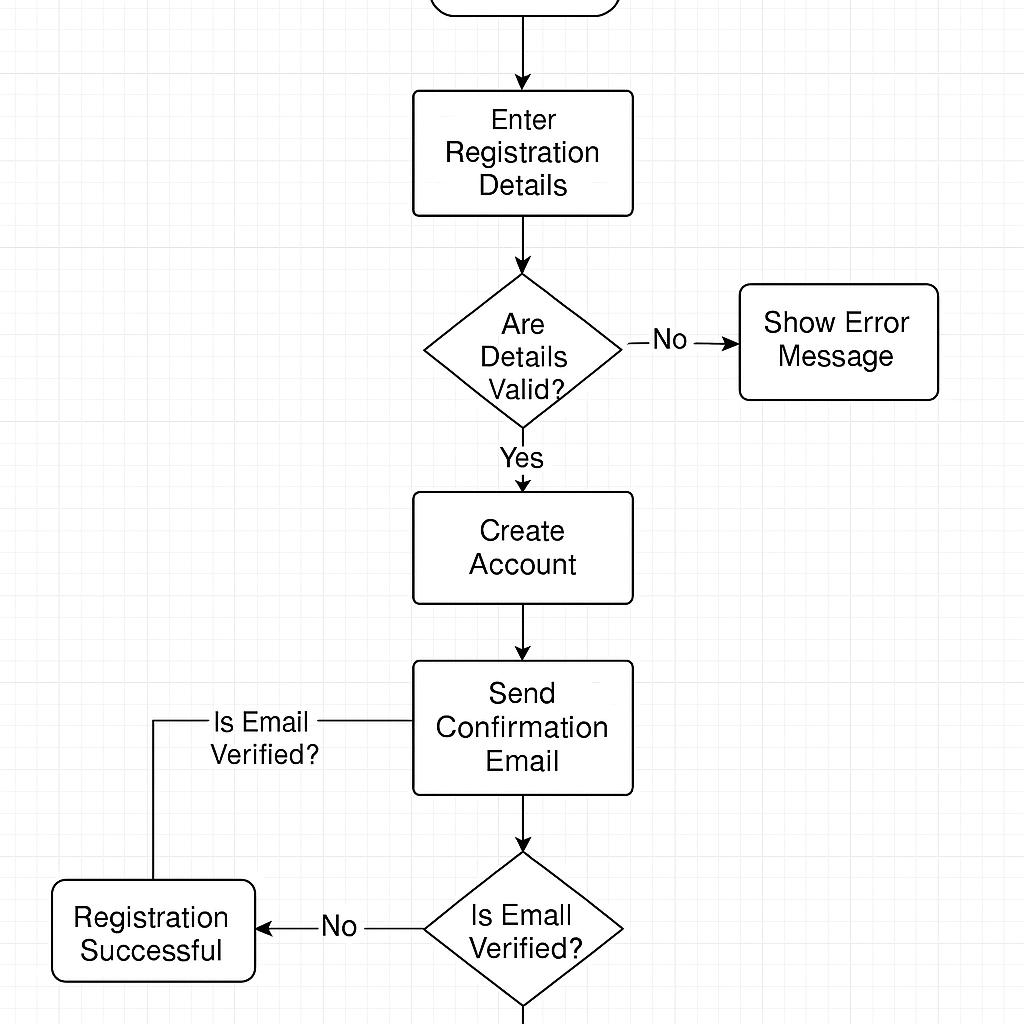 Enter
Registration
Details
Are
Details
Valid?
No
Show Error
Message
Yes
Create
Account
Send
Confirmation
Email
Is Email
Verified?
Is Emall
Verified?
No
Registration
Successful